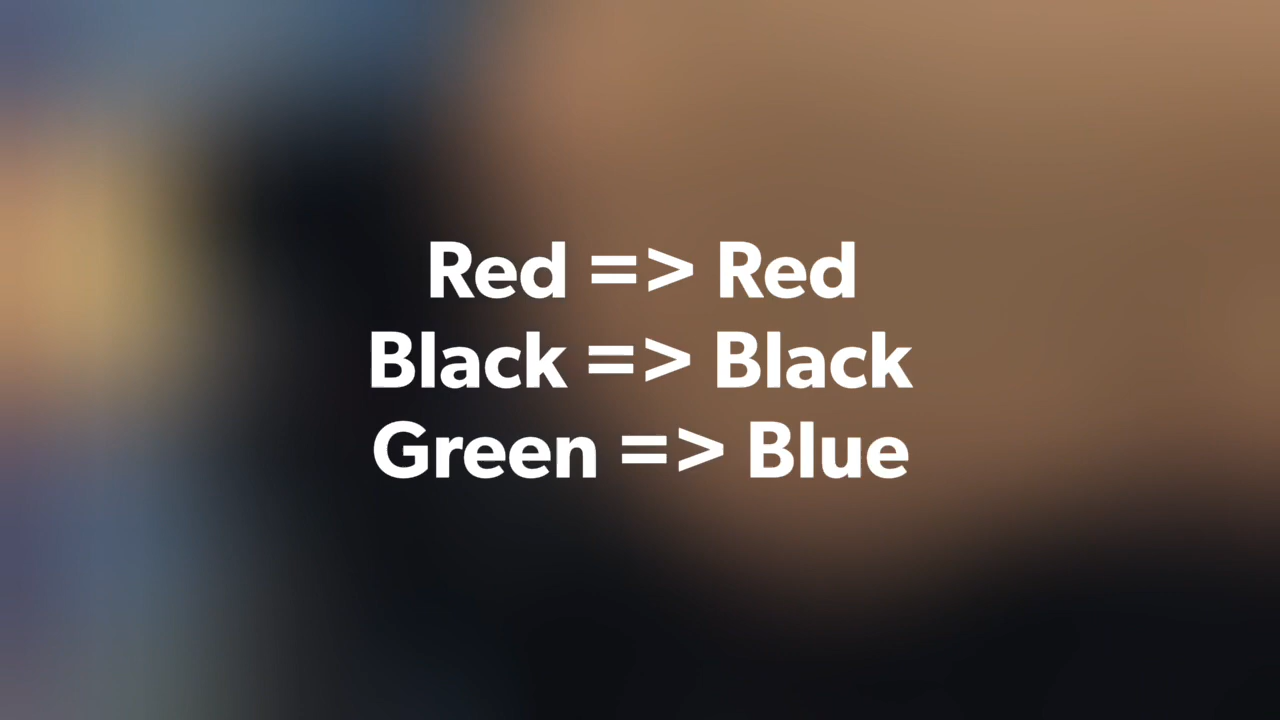 Red => Red
Black => Black
Green => Blue